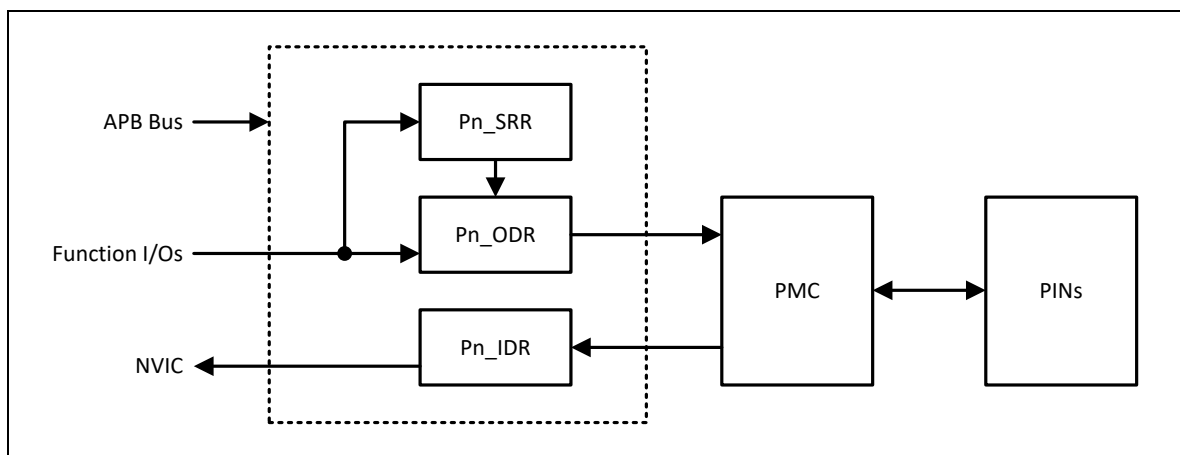 APB Bus
Pn_SRR
Function I/Os
Pn_ODR
PMC
PINs
NVIC
Pn_IDR